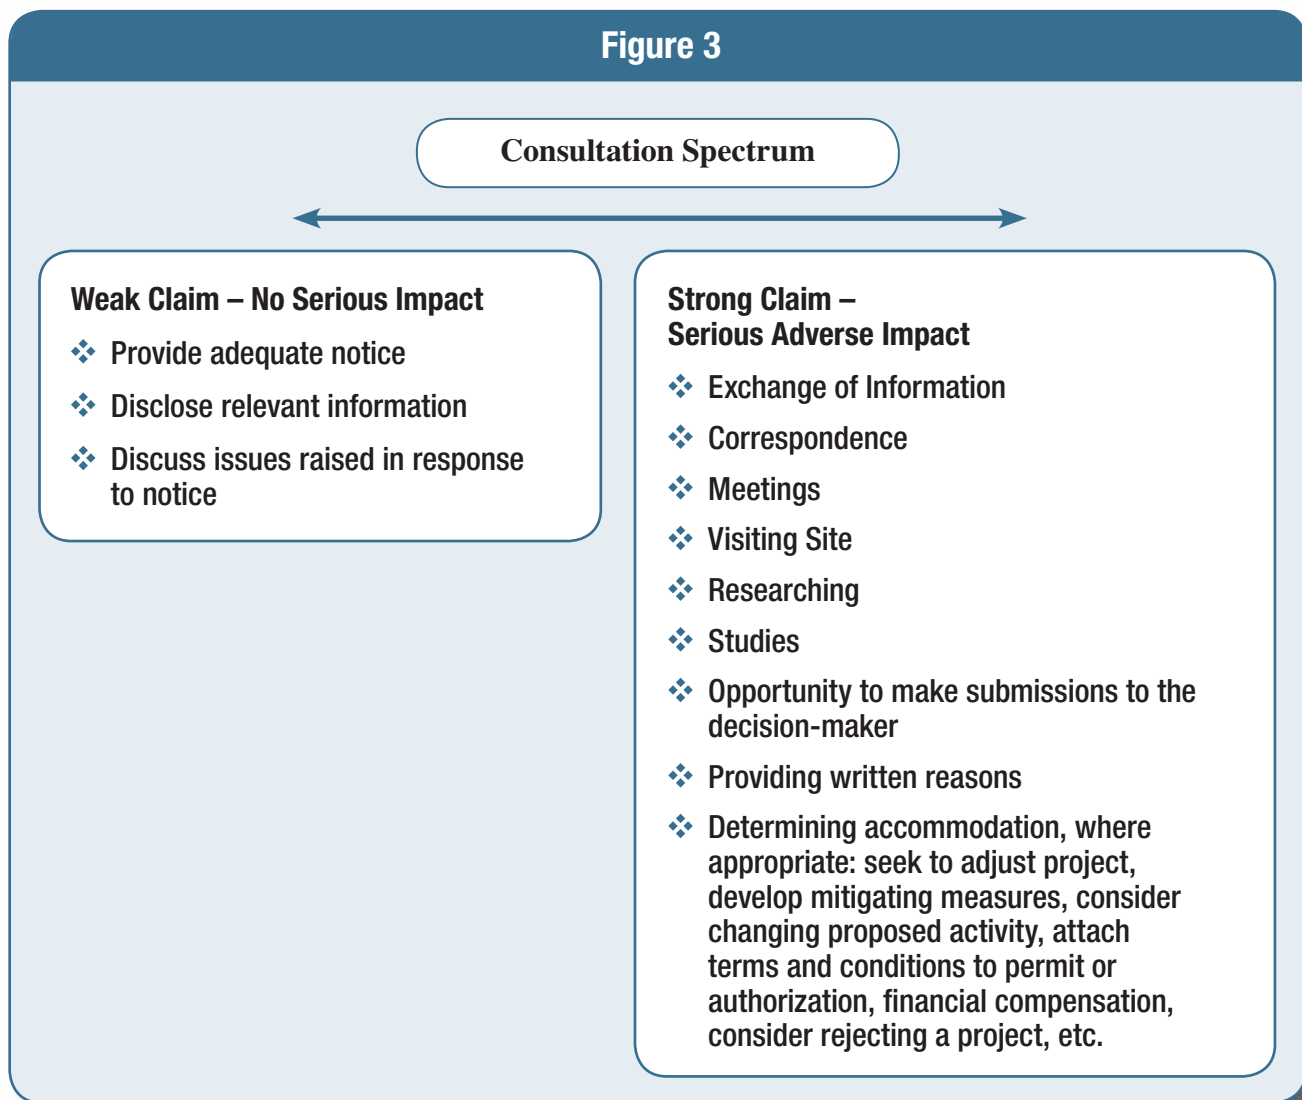 Figure 3
Consultation Spectrum
Weak Claim – No Serious Impact
Provide adequate notice
Disclose relevant information
Discuss issues raised in response
to notice
Strong Claim –
Serious Adverse Impact
Exchange of Information
Correspondence
Meetings
Visiting Site
Researching
Studies
Opportunity to make submissions to the
decision-maker
Providing written reasons
Determining accommodation, where
appropriate: seek to adjust project,
develop mitigating measures, consider
changing proposed activity, attach
terms and conditions to permit or
authorization, financial compensation,
consider rejecting a project, etc.